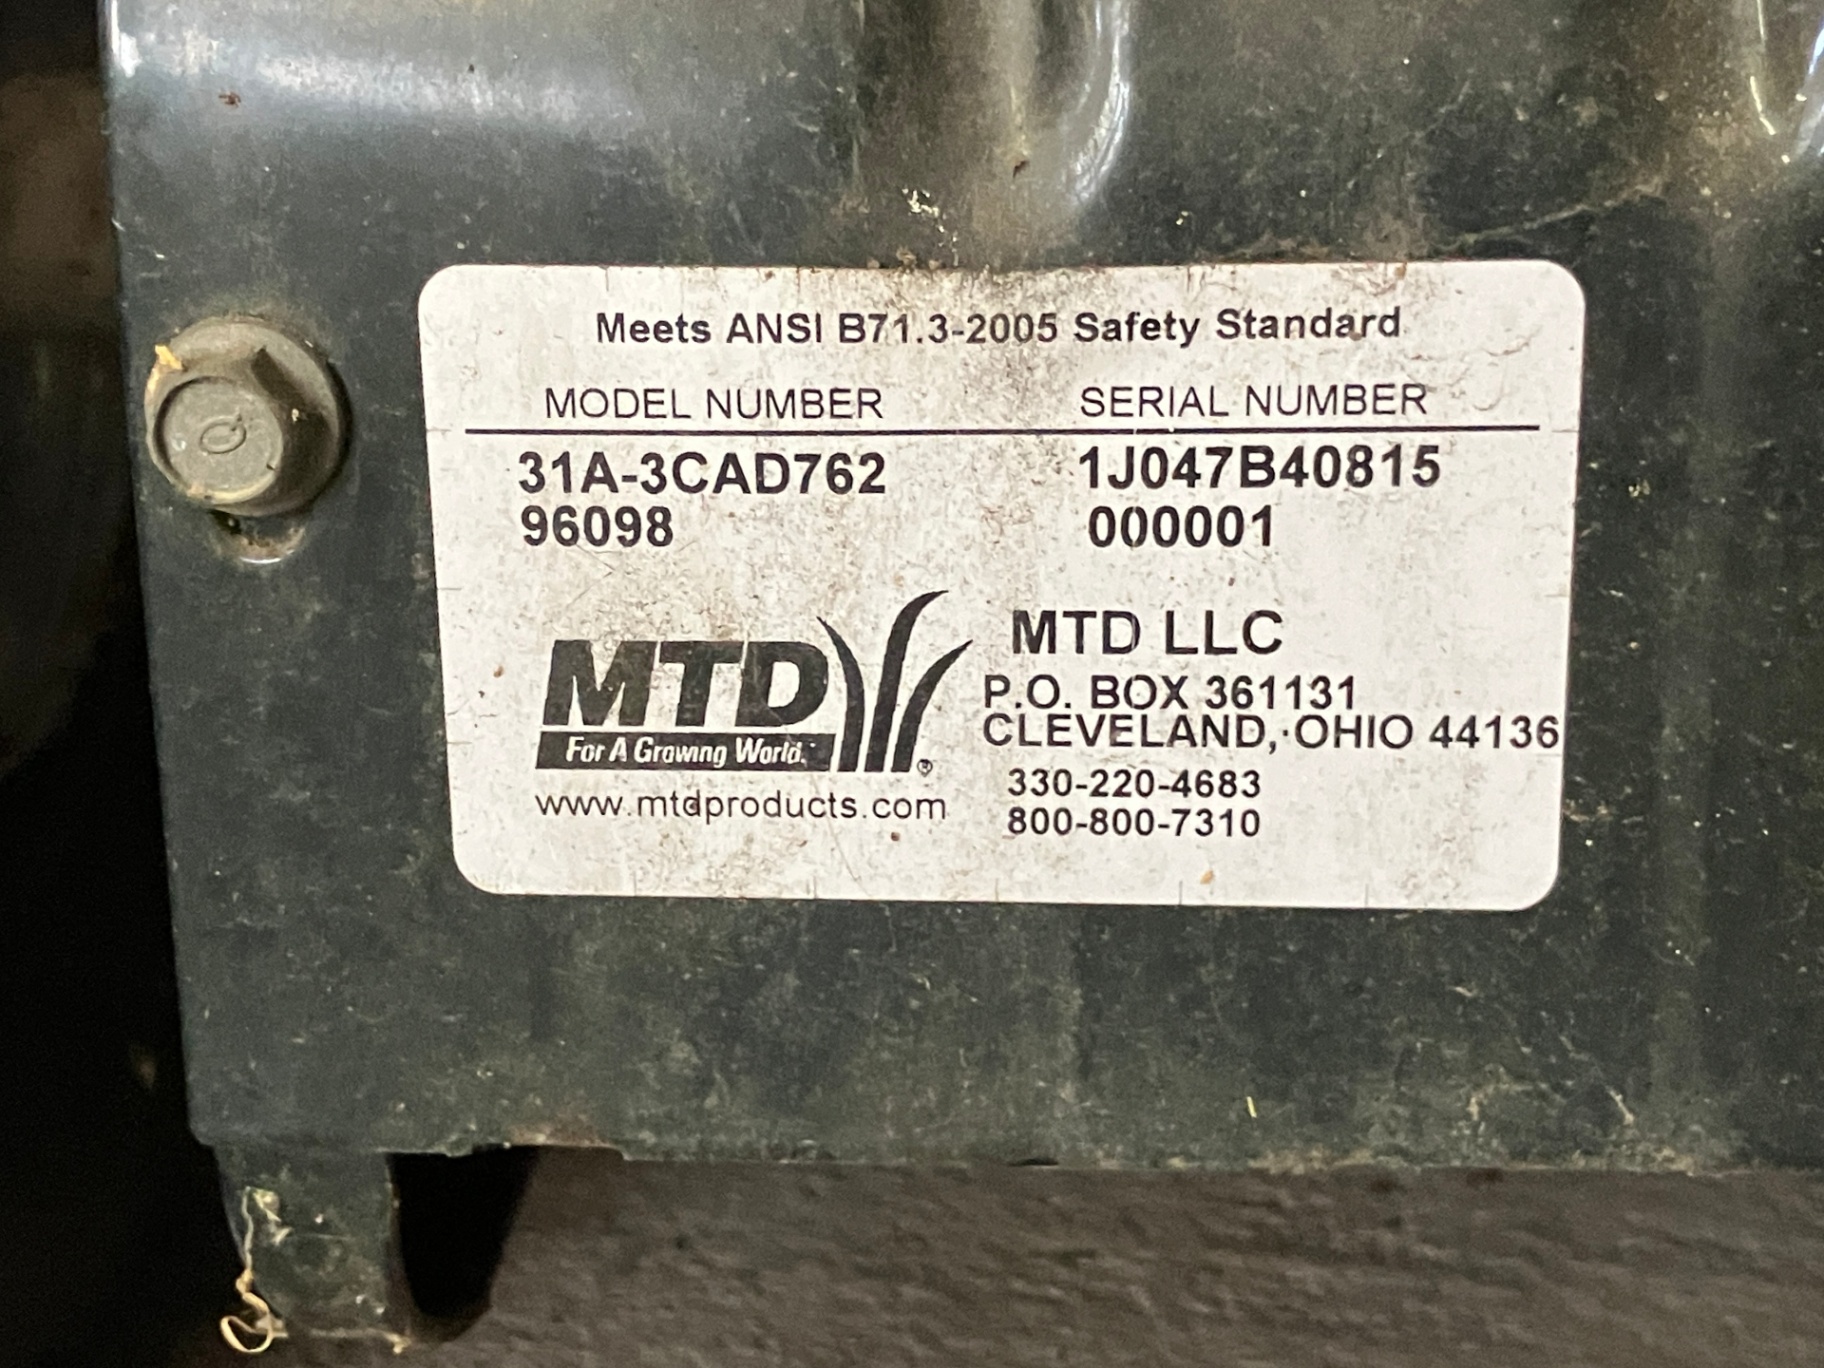 Meets ANSI B71.3-2005 Safety Standard
MODEL NUMBER SERIAL NUMBER
31A-3CAD762 1J047B40815
96098 000001
MTD
For A Growing World.
®
www.mtdproducts.com
MTD LLC
P.O. BOX 361131
CLEVELAND, OHIO 44136
330-220-4683
800-800-7310